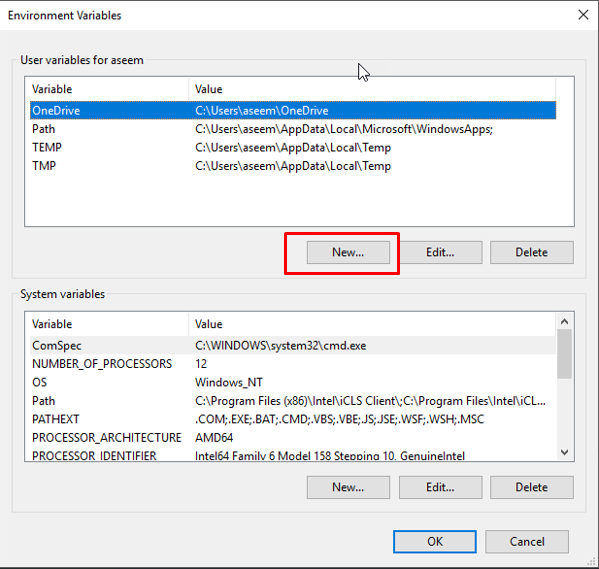 Environment Variables
User variables for aseem
Variable Value
OneDrive C:\Users\aseem\OneDrive
Path C:\Users\aseem\AppData\Local\Microsoft\WindowsApps;
TEMP C:\Users\aseem\AppData\Local\Temp
TMP C:\Users\aseem\AppData\Local\Temp
New... Edit... Delete
System variables
Variable Value
ComSpec C:\WINDOWS\system32\cmd.exe
NUMBER_OF_PROCESSORS 12
OS Windows_NT
Path C:\Program Files (x86)\Intel\iCLS Client\;C:\Program Files\Intel\iCL...
PATHEXT .COM;.EXE;.BAT;.CMD;.VBS;.VBE;.JS;.JSE;.WSF;.WSH;.MSC
PROCESSOR_ARCHITECTURE AMD64
PROCESSOR_IDENTIFIER Intel64 Family 6 Model 158 Stepping 10, GenuineIntel
New... Edit... Delete
OK Cancel